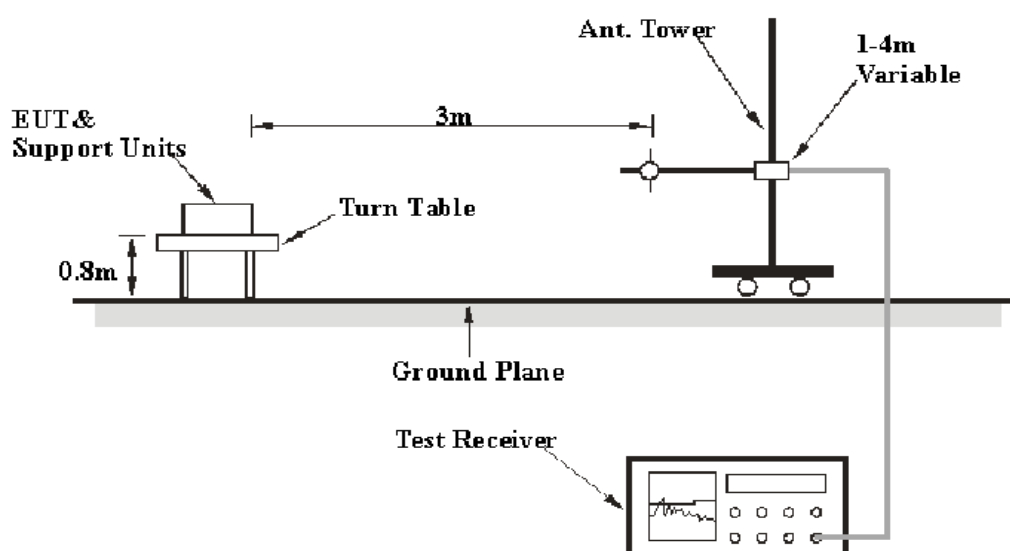 Ant. Tower
1-4m
Variable
3m
EUT&
Support Units
Turn Table
0.8m
Ground Plane
Test Receiver